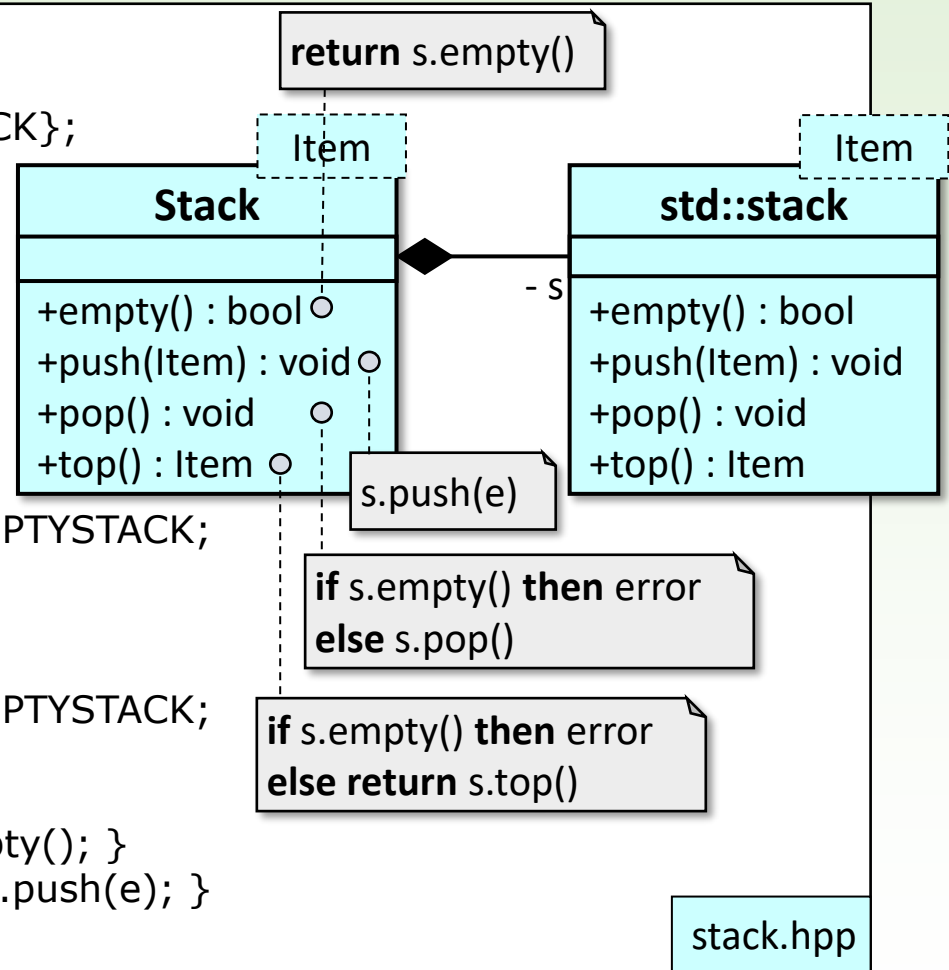 return s.empty()
CK};
Item
Item
Stack
std::stack
- s
+empty() : bool
+push(Item) : void
+pop() : void
+top() : Item
+empty() : bool
+push(Item) : void
+pop() : void
+top() : Item
s.push(e)
PTYSTACK;
if s.empty() then error
else s.pop()
PTYSTACK;
if s.empty() then error
else return s.top()
pty(); }
.push(e); }
stack.hpp